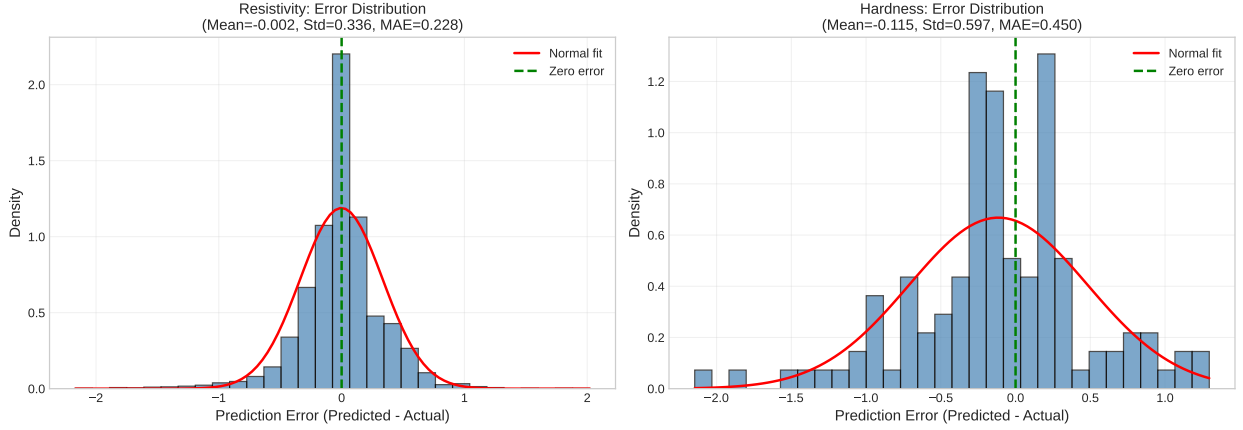 Resistivity: Error Distribution
(Mean=-0.002, Std=0.336, MAE=0.228)
Normal fit
Zero error
Density
2.0
1.5
1.0
0.5
0.0
−2
−1
0
1
2
Prediction Error (Predicted - Actual)
Hardness: Error Distribution
(Mean=-0.115, Std=0.597, MAE=0.450)
Normal fit
Zero error
Density
1.2
1.0
0.8
0.6
0.4
0.2
0.0
−2.0
−1.5
−1.0
−0.5
0.0
0.5
1.0
Prediction Error (Predicted - Actual)